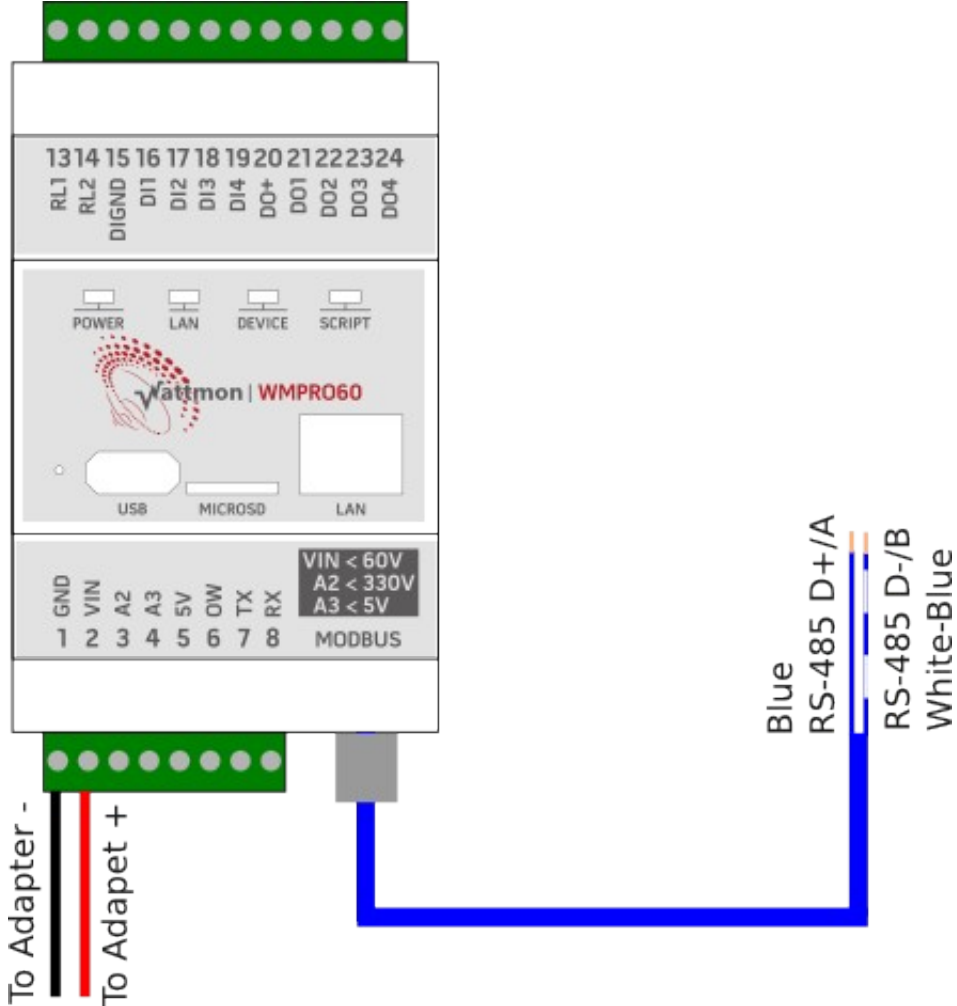 13 14 15 16 17 18 19 20 21 22 23 24
RL1 RL2 DIGND DI1 DI2 DI3 DI4 DO+ DO1 DO2 DO3 DO4
POWER LAN DEVICE SCRIPT
Wattmon | WMPRO60
USB MICROSD LAN
GND VIN A2 A3 5V OW TX RX
1 2 3 4 5 6 7 8
VIN < 60V
A2 < 330V
A3 < 5V
MODBUS
To Adapter -
To Adapet +
Blue
RS-485 D+/A
RS-485 D-/B
White-Blue